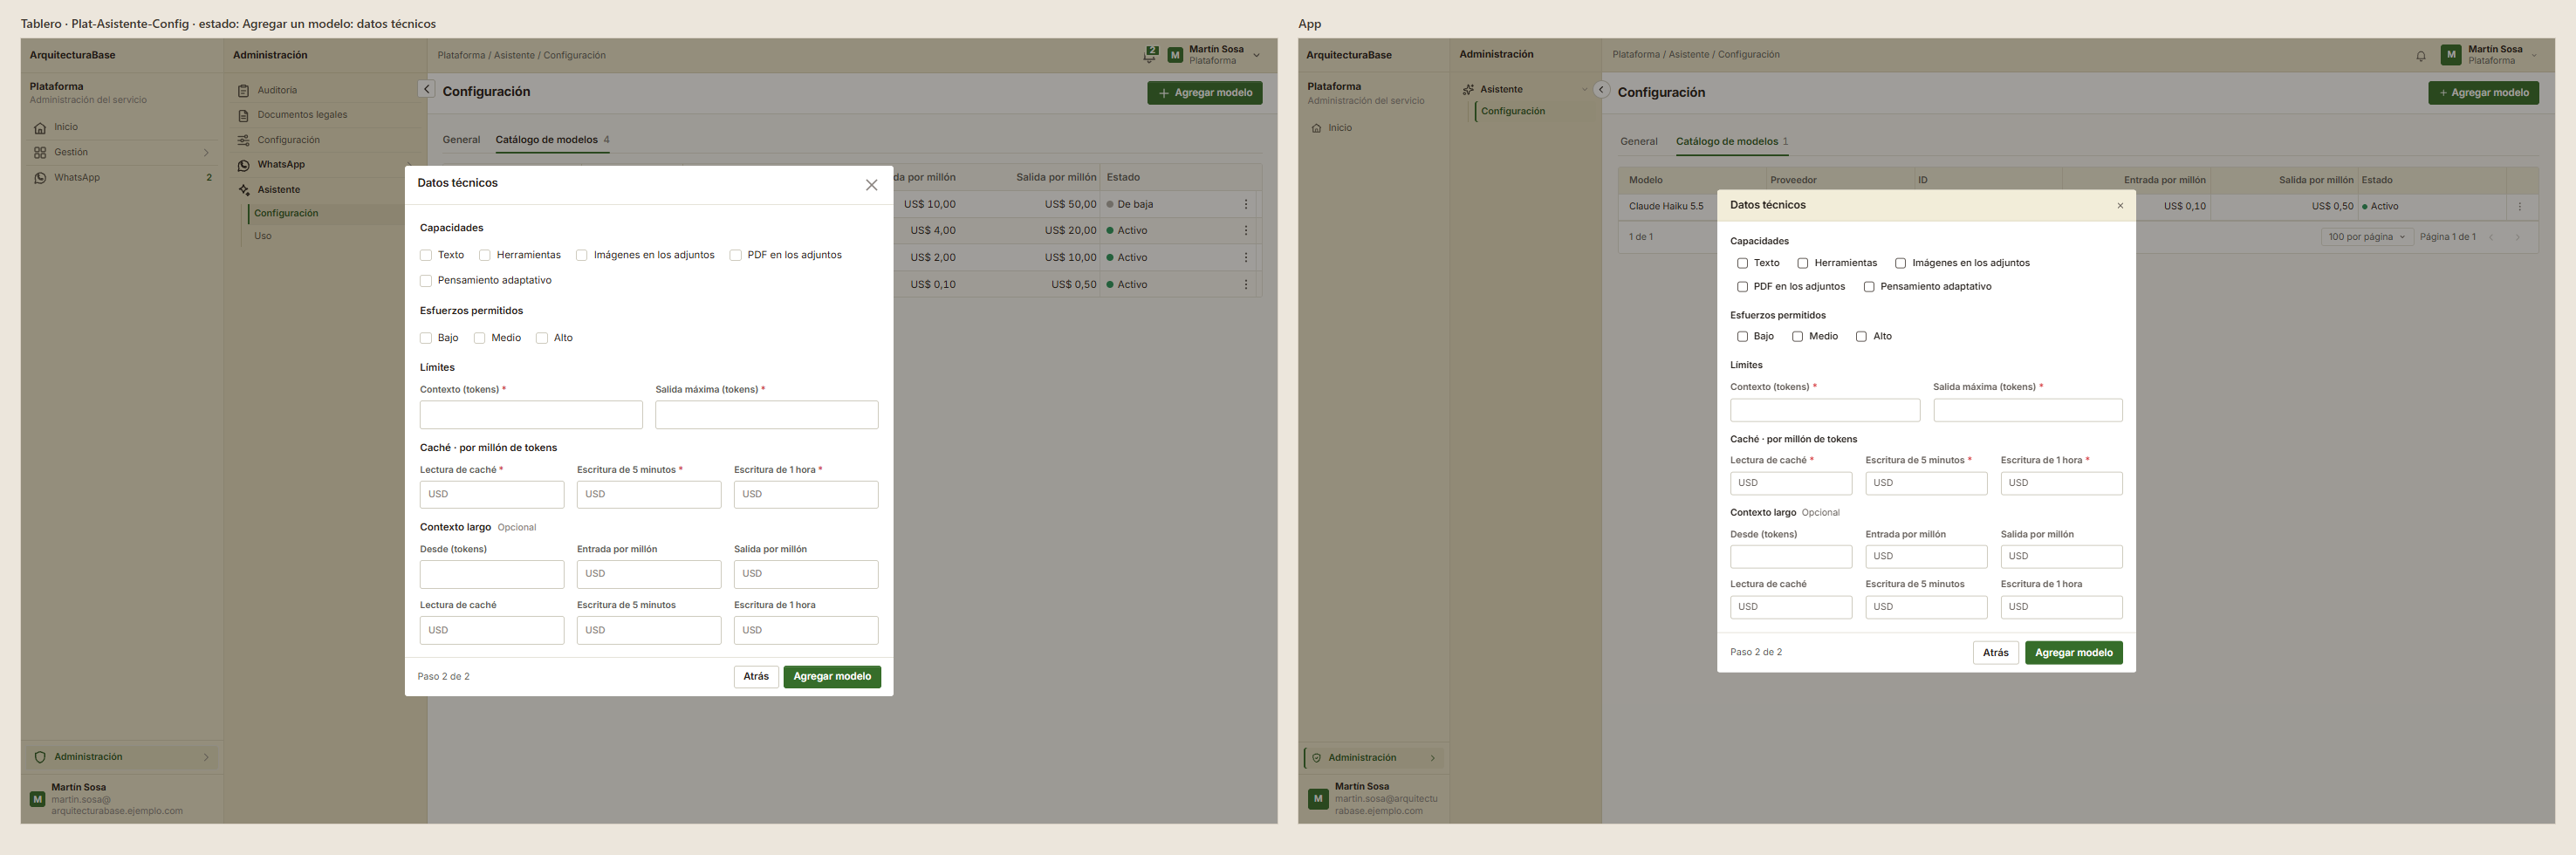 Tablero · Plat-Asistente-Config · estado: Agregar un modelo: datos técnicos
ArquitecturaBase
Administración
Plataforma / Asistente / Configuración
2
M
Martín Sosa
Plataforma
Plataforma
Administración del servicio
Inicio
Gestión
WhatsApp 2
Auditoria
Documentos legales
Configuración
WhatsApp
Asistente
Configuración
Uso
Configuración
Agregar modelo
General
Catálogo de modelos 4
da por millón Salida por millón Estado
US$ 10,00 US$ 50,00 De baja
US$ 4,00 US$ 20,00 Activo
US$ 2,00 US$ 10,00 Activo
US$ 0,10 US$ 0,50 Activo
Datos técnicos
Capacidades
Texto Herramientas Imágenes en los adjuntos PDF en los adjuntos
Pensamiento adaptativo
Esfuerzos permitidos
Bajo Medio Alto
Límites
Contexto (tokens) * Salida máxima (tokens) *
Caché · por millón de tokens
Lectura de caché * Escritura de 5 minutos * Escritura de 1 hora *
USD USD USD
Contexto largo Opcional
Desde (tokens) Entrada por millón Salida por millón
USD USD
Lectura de caché Escritura de 5 minutos Escritura de 1 hora
USD USD USD
Paso 2 de 2 Atrás Agregar modelo
Administración
M
Martín Sosa
martin.sosa@
arquitecturabase.ejemplo.com
App
ArquitecturaBase
Administración
Plataforma / Asistente / Configuración
M
Martín Sosa
Plataforma
Plataforma
Administración del servicio
Inicio
Asistente
Configuración
Configuración
+ Agregar modelo
General
Catálogo de modelos 1
Modelo Proveedor ID Entrada por millón Salida por millón Estado
Claude Haiku 5.5 US$ 0,10 US$ 0,50 Activo
1 de 1 100 por página Página 1 de 1
Datos técnicos
Capacidades
Texto Herramientas Imágenes en los adjuntos
PDF en los adjuntos Pensamiento adaptativo
Esfuerzos permitidos
Bajo Medio Alto
Límites
Contexto (tokens) * Salida máxima (tokens) *
Caché · por millón de tokens
Lectura de caché * Escritura de 5 minutos * Escritura de 1 hora *
USD USD USD
Contexto largo Opcional
Desde (tokens) Entrada por millón Salida por millón
USD USD
Lectura de caché Escritura de 5 minutos Escritura de 1 hora
USD USD USD
Paso 2 de 2 Atrás Agregar modelo
Administración
M
Martín Sosa
martin.sosa@arquitectu
rabase.ejemplo.com